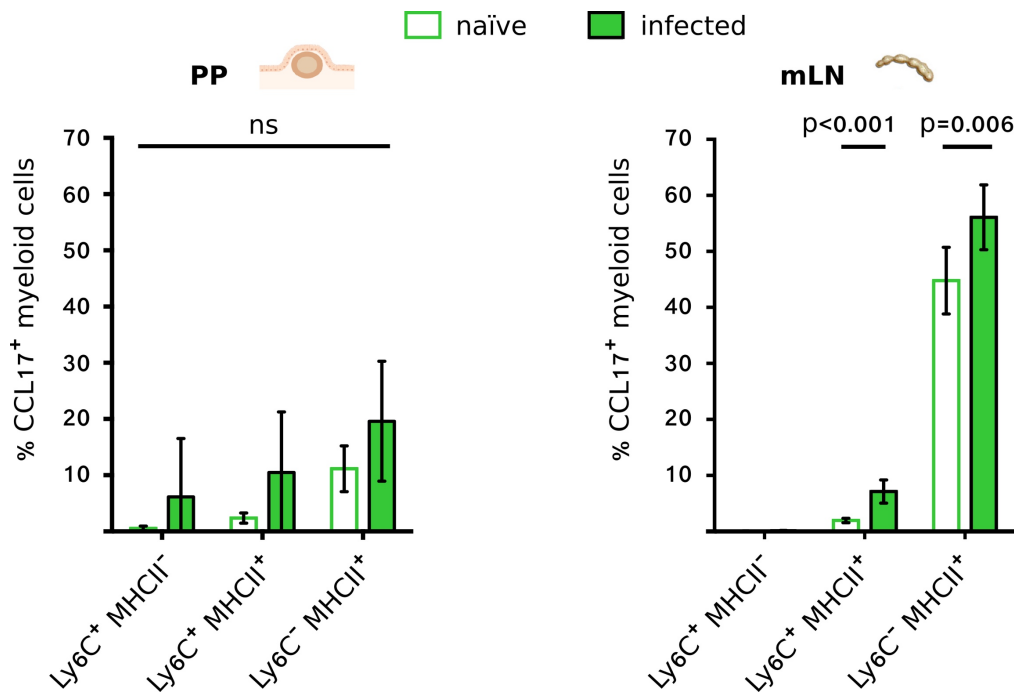 naïve
infected
PP
ns
% CCL17⁺ myeloid cells
70
60
50
40
30
20
10
Ly6C⁺ MHCII⁻
Ly6C⁺ MHCII⁺
Ly6C⁻ MHCII⁺
mLN
p<0.001
p=0.006
% CCL17⁺ myeloid cells
70
60
50
40
30
20
10
Ly6C⁺ MHCII⁻
Ly6C⁺ MHCII⁺
Ly6C⁻ MHCII⁺